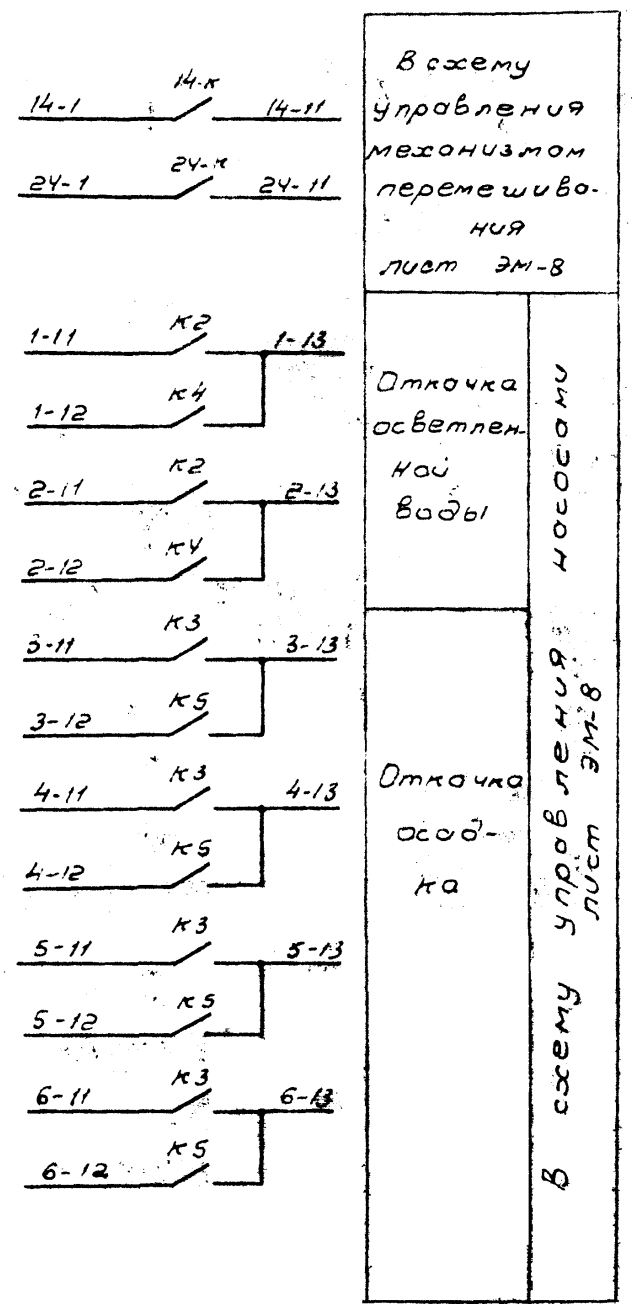 14-к
14-1 14-11
24-к
24-1 24-11
В схему
управления
механизмом
перемешива-
ния
лист ЭМ-8
К2
1-11 1-13
К4
1-12
К2
2-11 2-13
К4
2-12
К3
3-11 3-13
К5
3-12
К3
4-11 4-13
К5
4-12
К3
5-11 5-13
К5
5-12
К3
6-11 6-13
К5
6-12
Откачка
осветлен-
ной
воды
Откачка
осад-
ка
В схему управления насосами
лист ЭМ-8